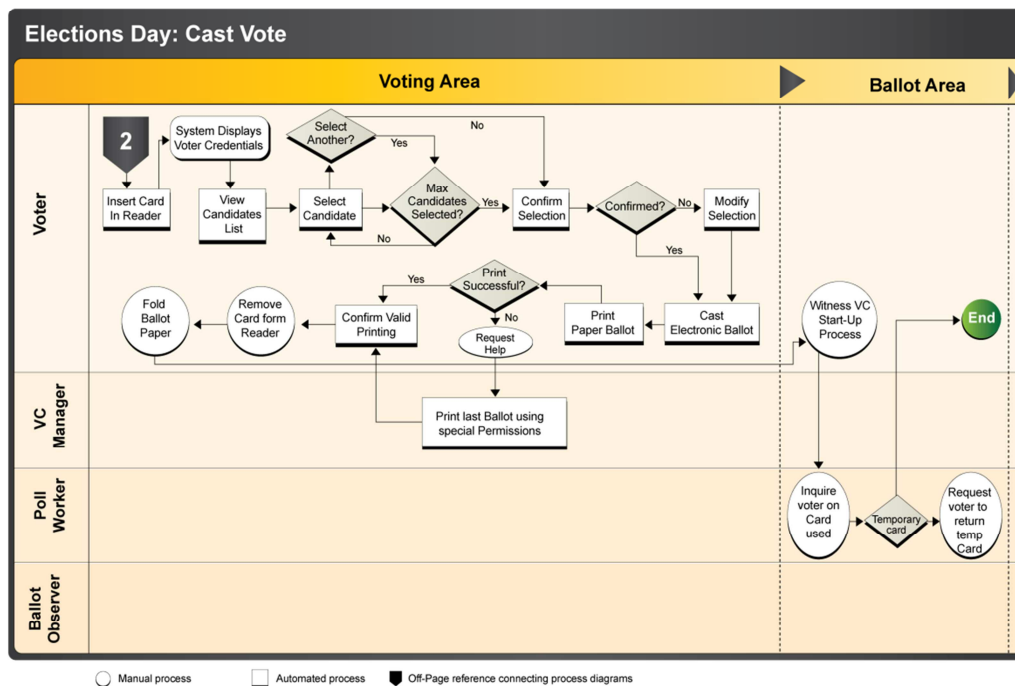 Elections Day: Cast Vote
Voting Area
Ballot Area
Voter
2
System Displays
Voter Credentials
Select
Another?
No
Yes
Insert Card
In Reader
View
Candidates
List
Select
Candidate
Max
Candidates
Selected?
Yes
No
Confirm
Selection
Confirmed?
No
Yes
Modify
Selection
Fold
Ballot
Paper
Remove
Card form
Reader
Confirm Valid
Printing
Yes
Print
Successful?
No
Request
Help
Print
Paper Ballot
Cast
Electronic Ballot
Witness VC
Start-Up
Process
End
VC
Manager
Print last Ballot using
special Permissions
Poll
Worker
Inquire
voter on
Card
used
Temporary
card
Request
voter to
return
temp
Card
Ballot
Observer
Manual process
Automated process
Off-Page reference connecting process diagrams